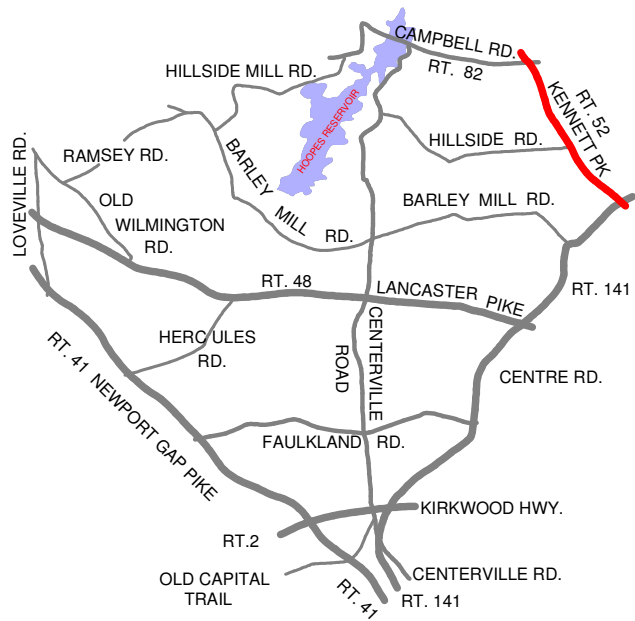 CAMPBELL RD.
RT. 82
HILLSIDE MILL RD.
HOOPES RESERVOIR
RT. 52
KENNETT PK
HILLSIDE RD.
RAMSEY RD.
LOVEVILLE RD.
OLD
WILMINGTON
RD.
BARLEY
MILL
RD.
BARLEY MILL RD.
RT. 48
LANCASTER PIKE
RT. 141
HERCULES
RD.
CENTERVILLE
ROAD
CENTRE RD.
RT. 41 NEWPORT GAP PIKE
FAULKLAND RD.
KIRKWOOD HWY.
RT.2
OLD CAPITAL
TRAIL
CENTERVILLE RD.
RT. 41
RT. 141